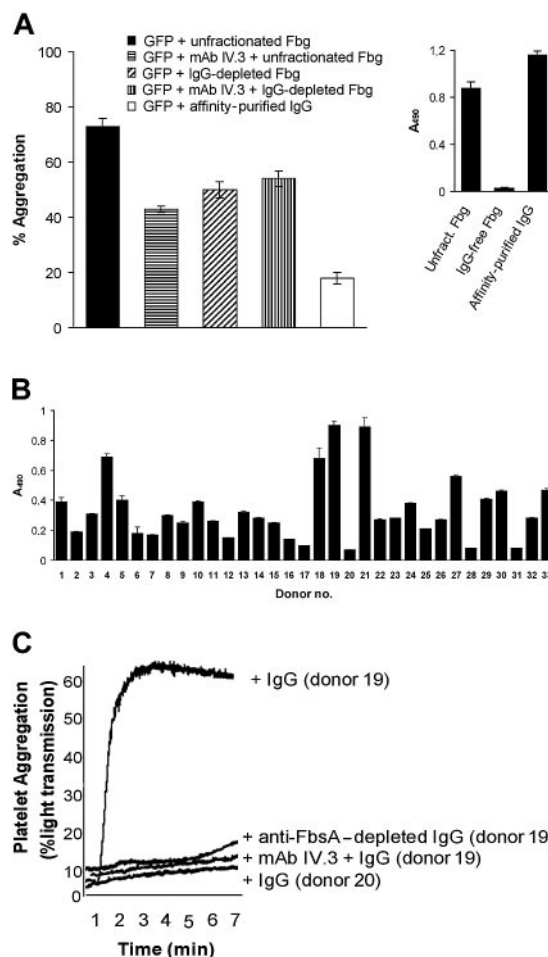 A
GFP + unfractionated Fbg
GFP + mAb IV.3 + unfractionated Fbg
GFP + IgG-depleted Fbg
GFP + mAb IV.3 + IgG-depleted Fbg
GFP + affinity-purified IgG
100
80
60
40
20
0
% Aggregation
1,2
0.8
0.4
0
A490
Unfract. Fbg
IgG-free Fbg
Affinity-purified IgG
B
1
0.8
0.6
0.4
0.2
0
A490
1 2 3 4 5 6 7 8 9 10 11 12 13 14 15 16 17 18 19 20 21 22 23 24 25 26 27 28 29 30 31 32 33
Donor no.
C
60
50
40
30
20
10
0
Platelet Aggregation
(%light transmission)
+ IgG (donor 19)
+ anti-FbsA–depleted IgG (donor 19
+ mAb IV.3 + IgG (donor 19)
+ IgG (donor 20)
1 2 3 4 5 6 7
Time (min)